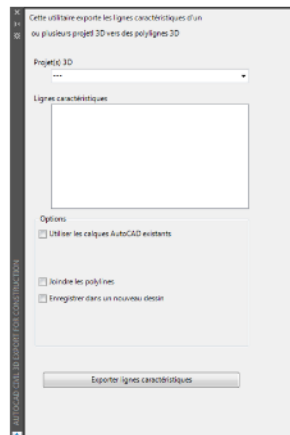 Cette utilitaire exporte les lignes caractéristiques d'un
ou plusieurs projetl 3D vers des polylignes 3D
Projet(s) 3D
---
Lignes caractéristiques
Options
Utiliser les calques AutoCAD existants
Joindre les polylines
Enregistrer dans un nouveau dessin
Exporter lignes caractéristiques
AUTOCAD CIVIL 3D EXPORT FOR CONSTRUCTION